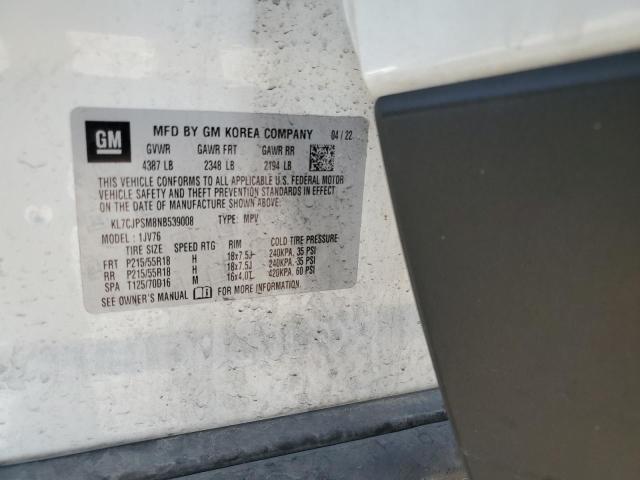 GM
MFD BY GM KOREA COMPANY 04 / 22
GVWR GAWR FRT GAWR RR
4387 LB 2348 LB 2194 LB
THIS VEHICLE CONFORMS TO ALL APPLICABLE U.S. FEDERAL MOTOR
VEHICLE SAFETY AND THEFT PREVENTION STANDARDS IN EFFECT
ON THE DATE OF MANUFACTURE SHOWN ABOVE.
KL7CJPSM8NB539008 TYPE: MPV
MODEL: 1JV76
TIRE SIZE SPEED RTG RIM COLD TIRE PRESSURE
FRT P215/55R18 H 18x7.5J 240KPA, 35 PSI
RR P215/55R18 H 18x7.5J 240KPA, 35 PSI
SPA T125/70D16 M 16x4.0T 420KPA, 60 PSI
SEE OWNER'S MANUAL FOR MORE INFORMATION.